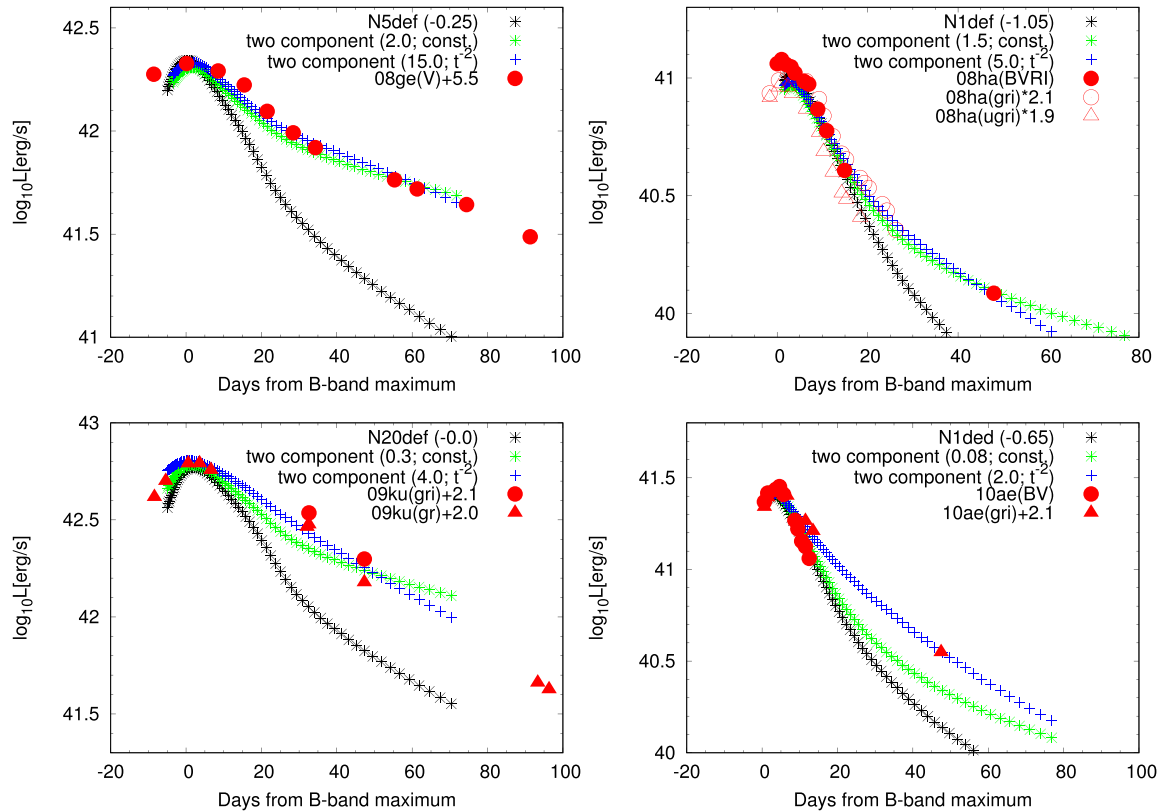 42.5
42
41.5
41
-20 0 20 40 60 80 100
log10L[erg/s]
Days from B-band maximum
N5def (-0.25)
two component (2.0; const.)
two component (15.0; t-2)
08ge(V)+5.5
41
40.5
40
-20 0 20 40 60 80
log10L[erg/s]
Days from B-band maximum
N1def (-1.05)
two component (1.5; const.)
two component (5.0; t-2)
08ha(BVRI)
08ha(gri)*2.1
08ha(ugri)*1.9
43
42.5
42
41.5
-20 0 20 40 60 80 100
log10L[erg/s]
Days from B-band maximum
N20def (-0.0)
two component (0.3; const.)
two component (4.0; t-2)
09ku(gri)+2.1
09ku(gr)+2.0
41.5
41
40.5
40
-20 0 20 40 60 80 100
log10L[erg/s]
Days from B-band maximum
N1ded (-0.65)
two component (0.08; const.)
two component (2.0; t-2)
10ae(BV)
10ae(gri)+2.1